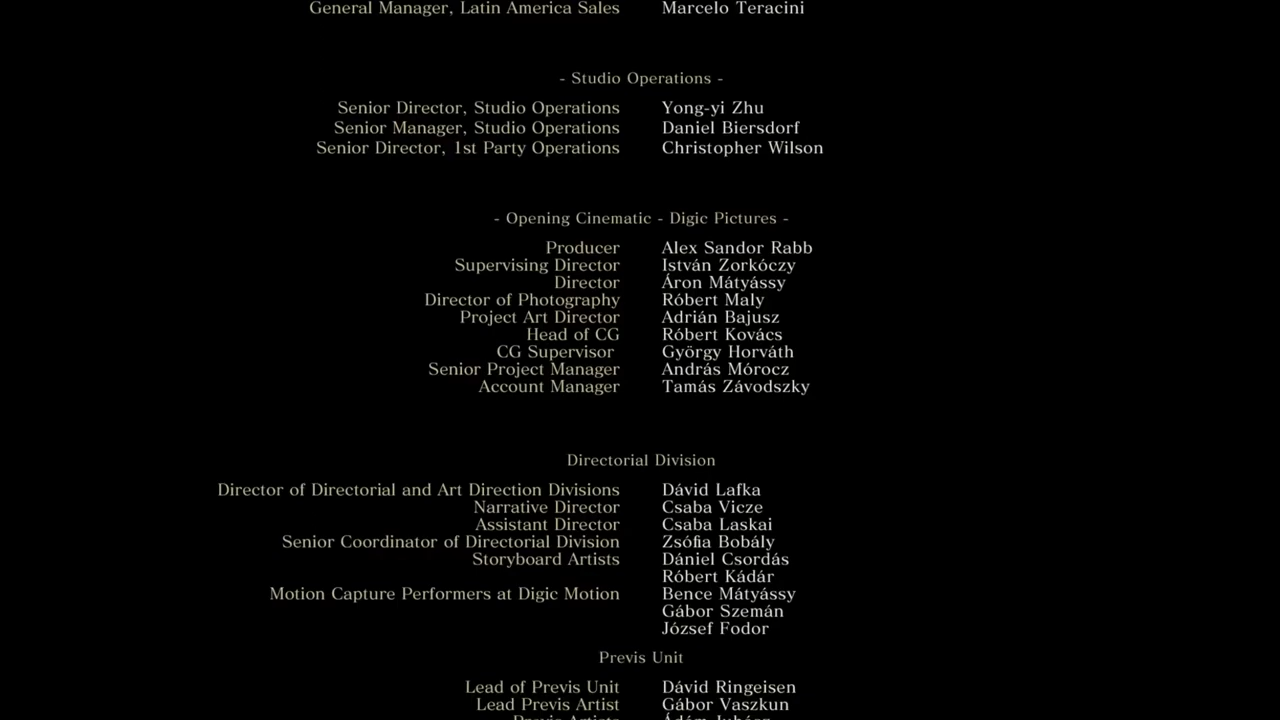 General Manager, Latin America Sales Marcelo Teracini
- Studio Operations -
Senior Director, Studio Operations Yong-yi Zhu
Senior Manager, Studio Operations Daniel Biersdorf
Senior Director, 1st Party Operations Christopher Wilson
- Opening Cinematic - Digic Pictures -
Producer Alex Sandor Rabb
Supervising Director István Zorkóczy
Director Áron Mátyássy
Director of Photography Róbert Maly
Project Art Director Adrián Bajusz
Head of CG Róbert Kovács
CG Supervisor György Horváth
Senior Project Manager András Mórocz
Account Manager Tamás Závodszky
Directorial Division
Director of Directorial and Art Direction Divisions Dávid Lafka
Narrative Director Csaba Vicze
Assistant Director Csaba Laskai
Senior Coordinator of Directorial Division Zsófia Bobály
Storyboard Artists Dániel Csordás
Róbert Kádár
Motion Capture Performers at Digic Motion Bence Mátyássy
Gábor Szemán
József Fodor
Previs Unit
Lead of Previs Unit Dávid Ringeisen
Lead Previs Artist Gábor Vaszkun